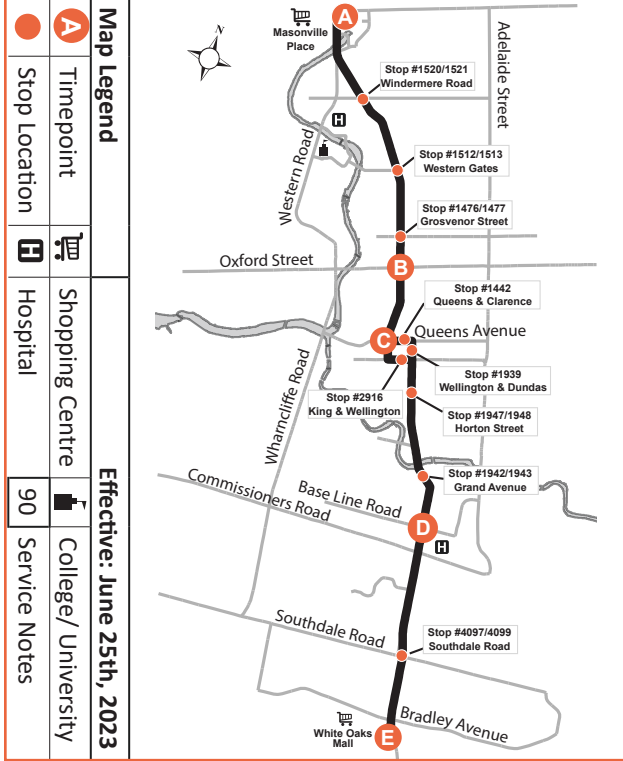 A
Masonville
Place
N
Adelaide Street
Stop #1520/1521
Windermere Road
H
Stop #1512/1513
Western Gates
Western Road
Stop #1476/1477
Grosvenor Street
Oxford Street
B
Stop #1442
Queens & Clarence
Queens Avenue
C
Stop #1939
Wellington & Dundas
Stop #2916
King & Wellington
Stop #1947/1948
Horton Street
Wharncliffe Road
Stop #1942/1943
Grand Avenue
Commissioners Road
Base Line Road
D
H
Stop #4097/4099
Southdale Road
Southdale Road
Bradley Avenue
White Oaks
Mall
E
Map Legend
Effective: June 25th, 2023
A Timepoint
Shopping Centre
College/ University
Stop Location
H Hospital
90 Service Notes